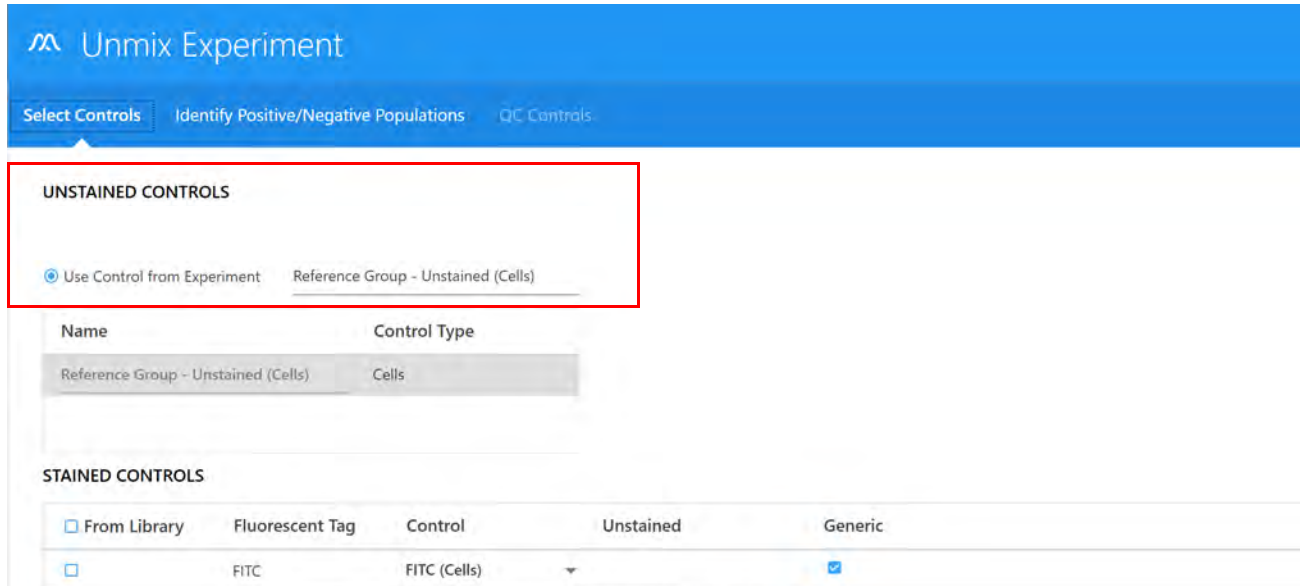 Unmix Experiment
Select Controls Identify Positive/Negative Populations QC Controls
UNSTAINED CONTROLS
Use Control from Experiment Reference Group - Unstained (Cells)
Name Control Type
Reference Group - Unstained (Cells) Cells
STAINED CONTROLS
From Library Fluorescent Tag Control Unstained Generic
FITC FITC (Cells)